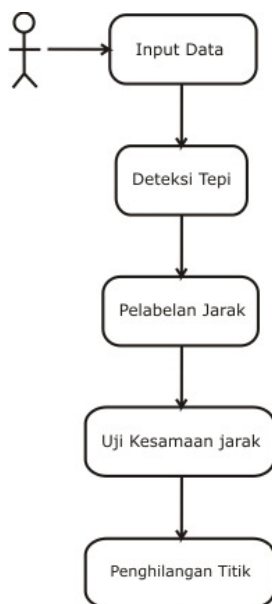 Input Data
Deteksi Tepi
Pelabelan Jarak
Uji Kesamaan jarak
Penghilangan Titik